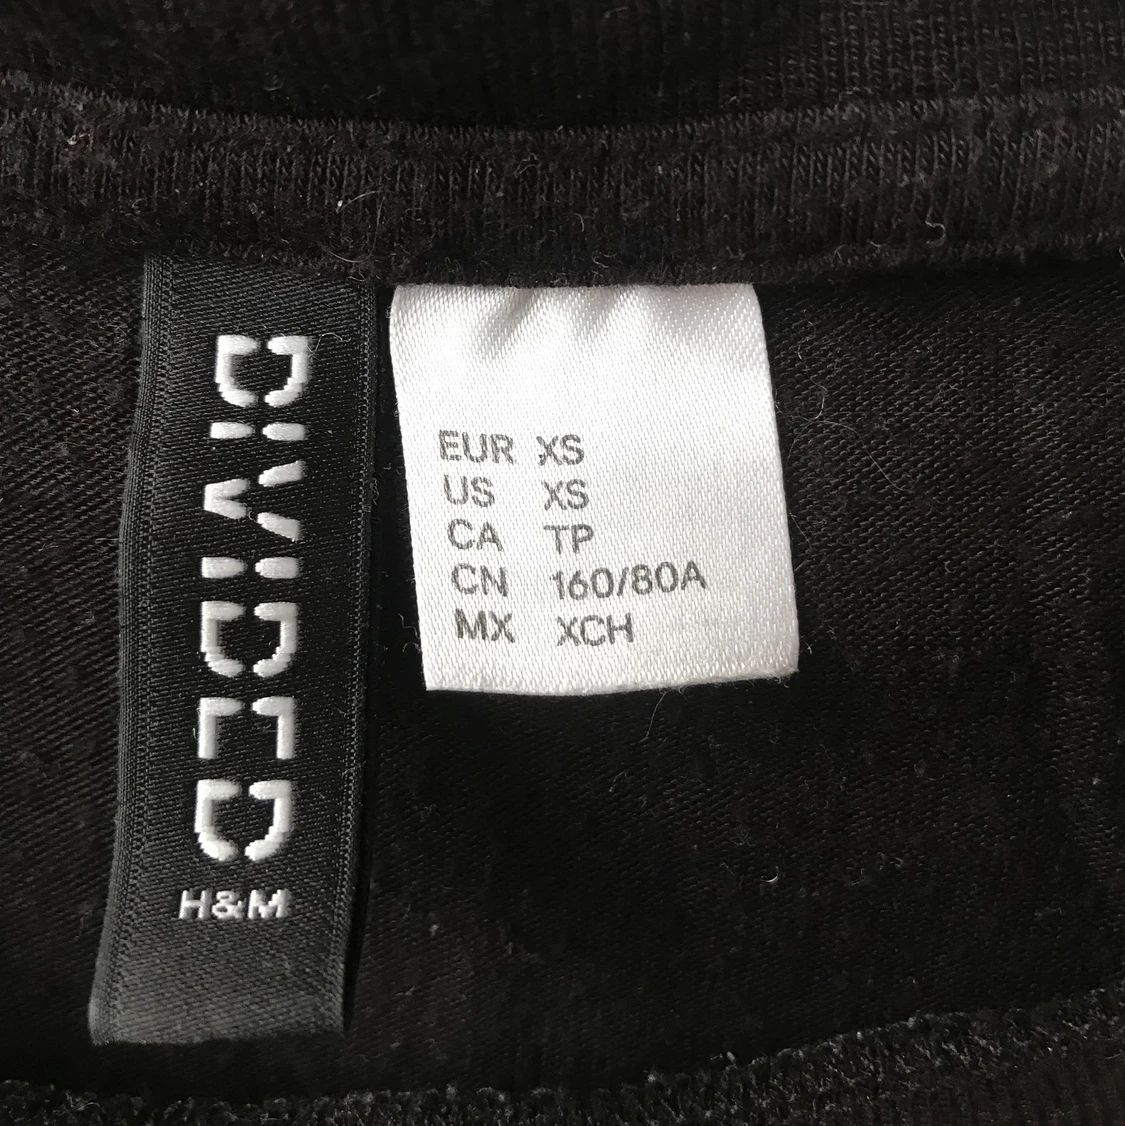 DIVIDED
H&M
EUR XS
US XS
CA TP
CN 160/80A
MX XCH